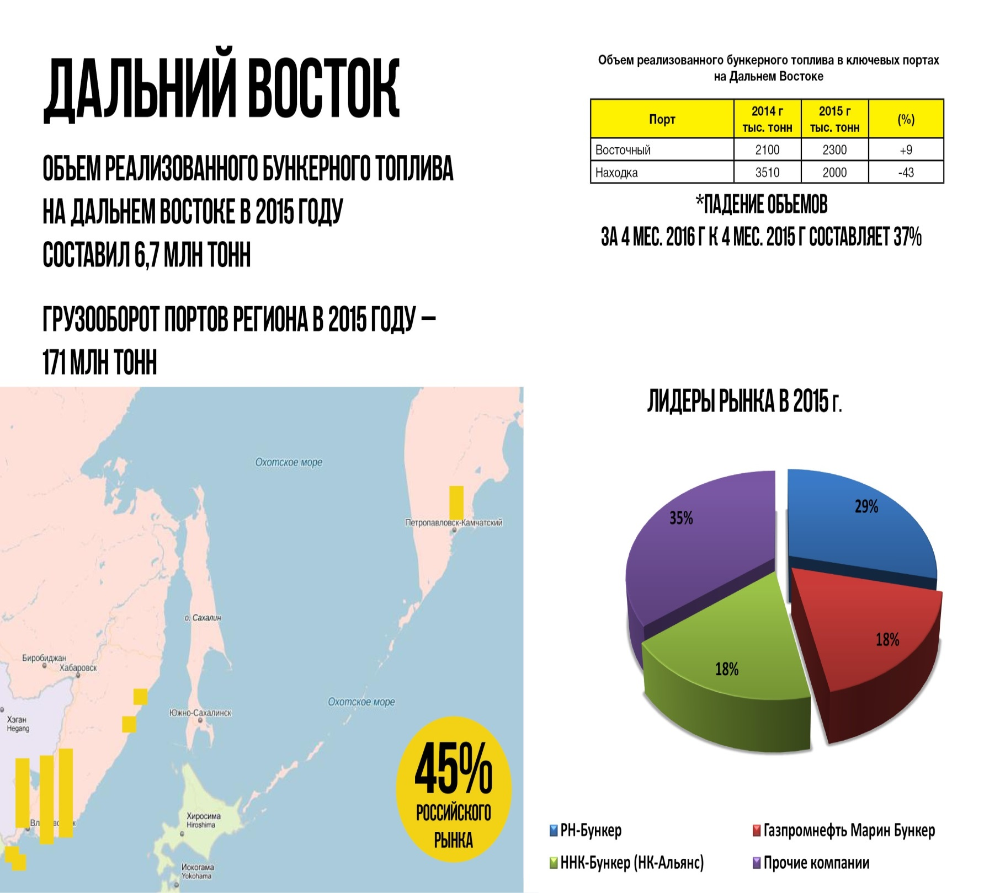 ДАЛЬНИЙ ВОСТОК
ОБЪЕМ РЕАЛИЗОВАННОГО БУНКЕРНОГО ТОПЛИВА
НА ДАЛЬНЕМ ВОСТОКЕ В 2015 ГОДУ
СОСТАВИЛ 6,7 МЛН ТОНН
ГРУЗООБОРОТ ПОРТОВ РЕГИОНА В 2015 ГОДУ –
171 МЛН ТОНН
Объем реализованного бункерного топлива в ключевых портах
на Дальнем Востоке
Порт 2014 г тыс. тонн 2015 г тыс. тонн (%)
Восточный 2100 2300 +9
Находка 3510 2000 -43
*ПАДЕНИЕ ОБЪЕМОВ
ЗА 4 МЕС. 2016 Г К 4 МЕС. 2015 Г СОСТАВЛЯЕТ 37%
Охотское море
Петропавловск-Камчатский
о. Сахалин
Биробиджан
Хабаровск
Хэган
Hegang
Южно-Сахалинск
Охотское море
Хиросима
Hiroshima
Иокогама
Yokohama
45%
РОССИЙСКОГО
РЫНКА
ЛИДЕРЫ РЫНКА В 2015 г.
35%
29%
18%
18%
РН-Бункер
Газпромнефть Марин Бункер
ННК-Бункер (НК-Альянс)
Прочие компании